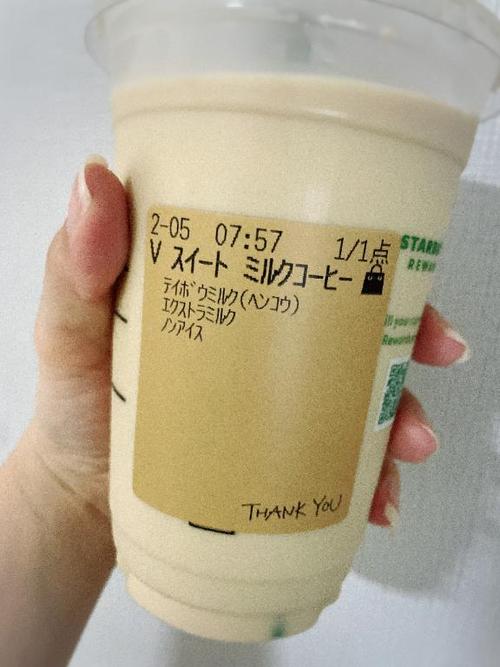 2-05 07:57 1/1点
V スイート ミルクコーヒー
テイボウミルク(ヘンコウ)
エクストラミルク
ノンアイス
THANK YOU
STARB
REWA